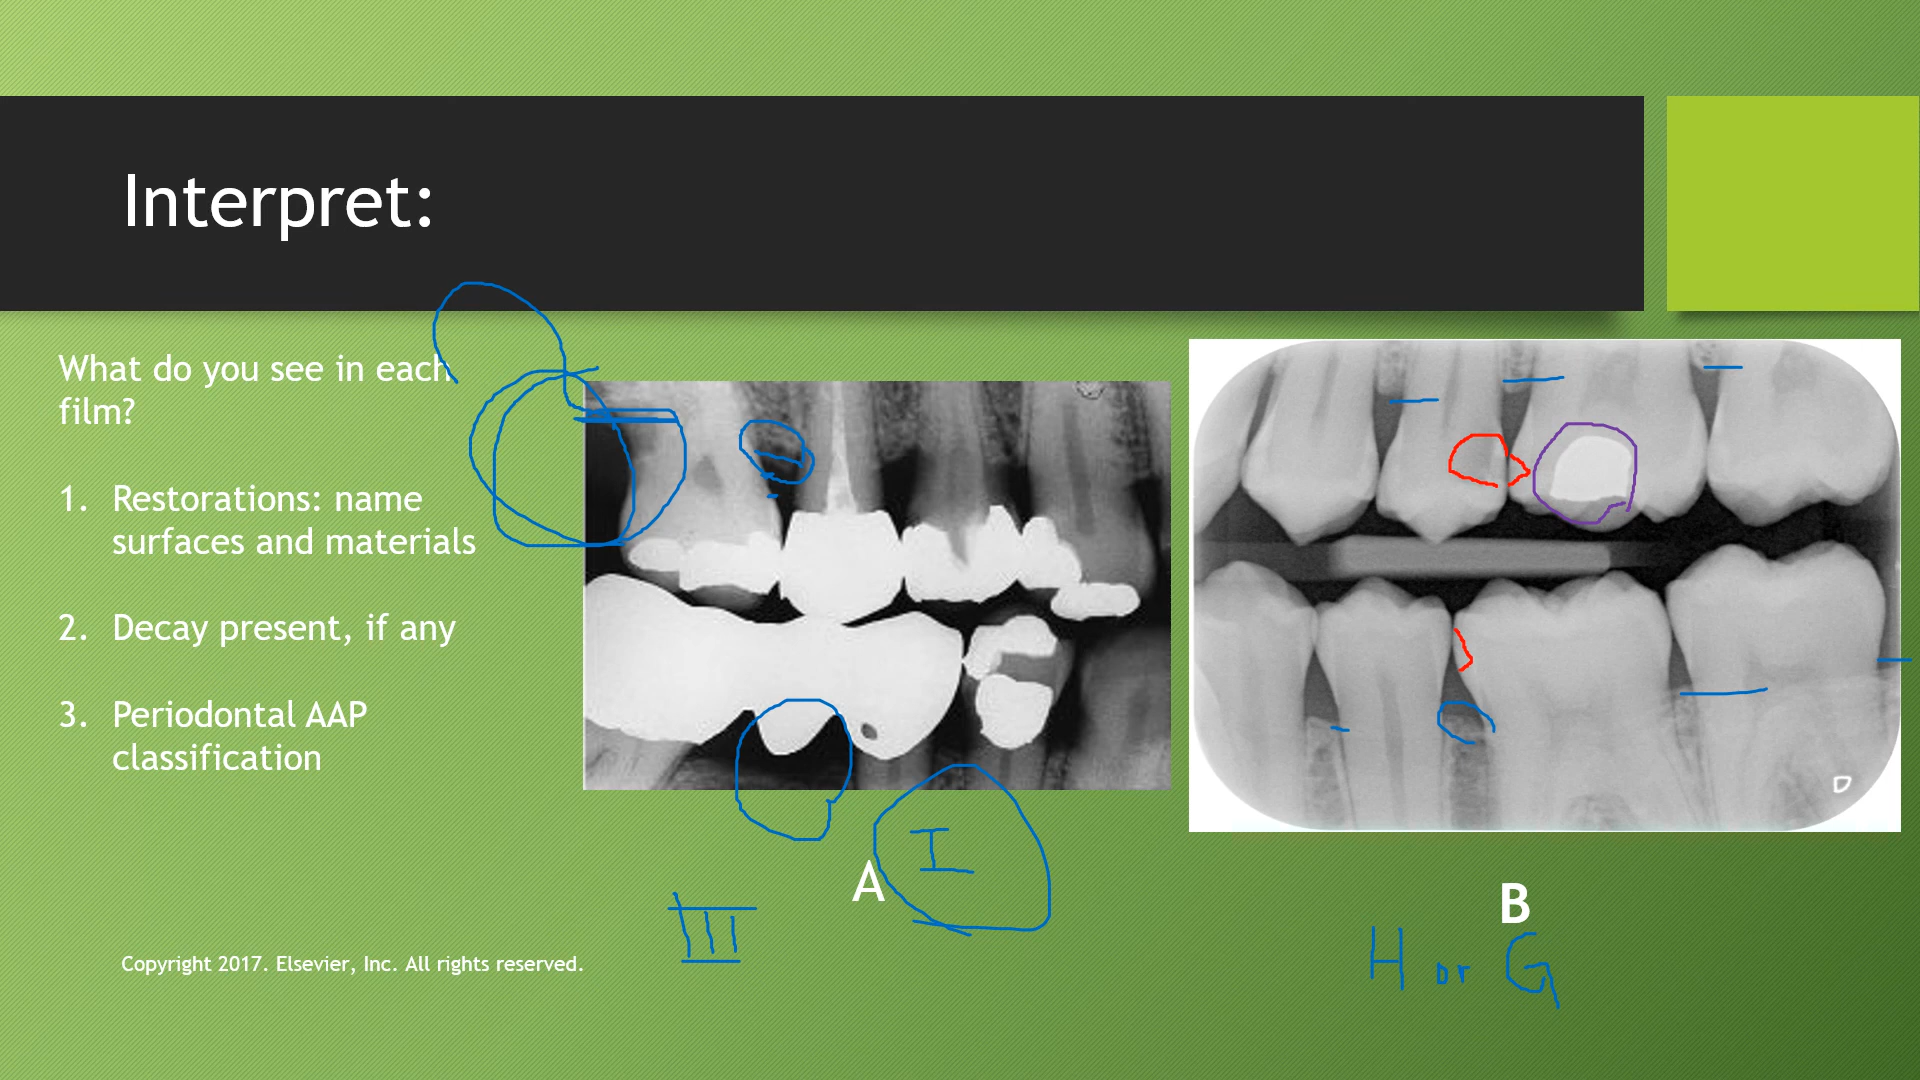 Interpret:
What do you see in each
film?
1. Restorations: name
surfaces and materials
2. Decay present, if any
3. Periodontal AAP
classification
I
A
III
B
H or G
D
Copyright 2017. Elsevier, Inc. All rights reserved.